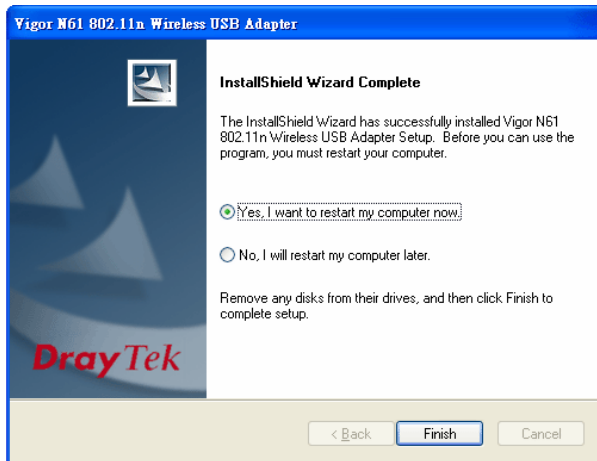 Vigor N61 802.11n Wireless USB Adapter
InstallShield Wizard Complete
The InstallShield Wizard has successfully installed Vigor N61
802.11n Wireless USB Adapter Setup. Before you can use the
program, you must restart your computer.
Yes, I want to restart my computer now.
No, I will restart my computer later.
Remove any disks from their drives, and then click Finish to
complete setup.
DrayTek
< Back
Finish
Cancel